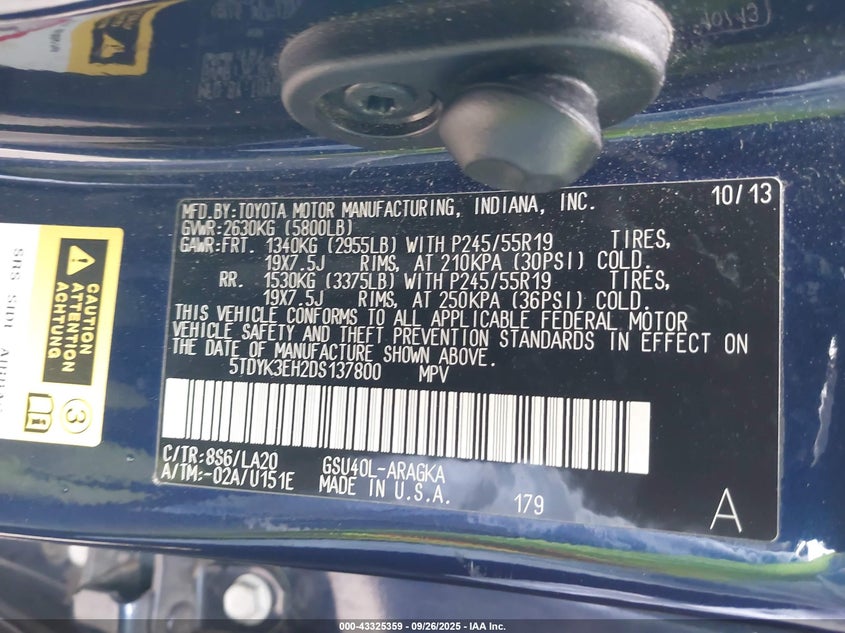 10/13
MFD.BY:TOYOTA MOTOR MANUFACTURING, INDIANA, INC.
GVWR:2630KG (5800LB)
GAWR:FRT. 1340KG (2955LB) WITH P245/55R19 TIRES,
19X7.5J RIMS, AT 210KPA (30PSI) COLD.
RR. 1530KG (3375LB) WITH P245/55R19 TIRES,
19X7.5J RIMS, AT 250KPA (36PSI) COLD.
THIS VEHICLE CONFORMS TO ALL APPLICABLE FEDERAL MOTOR
VEHICLE SAFETY AND THEFT PREVENTION STANDARDS IN EFFECT ON
THE DATE OF MANUFACTURE SHOWN ABOVE.
5TDYK3EH2DS137800 MPV
C/TR:8S6/LA20 GSU40L-ARAGKA
A/TM:-02A/U151E MADE IN U.S.A.
179
A
CAUTION
ATTENTION
ACHTUNG
SRS SIDE AIRBAG
3
i
000-43325359 - 09/26/2025 - IAA Inc.